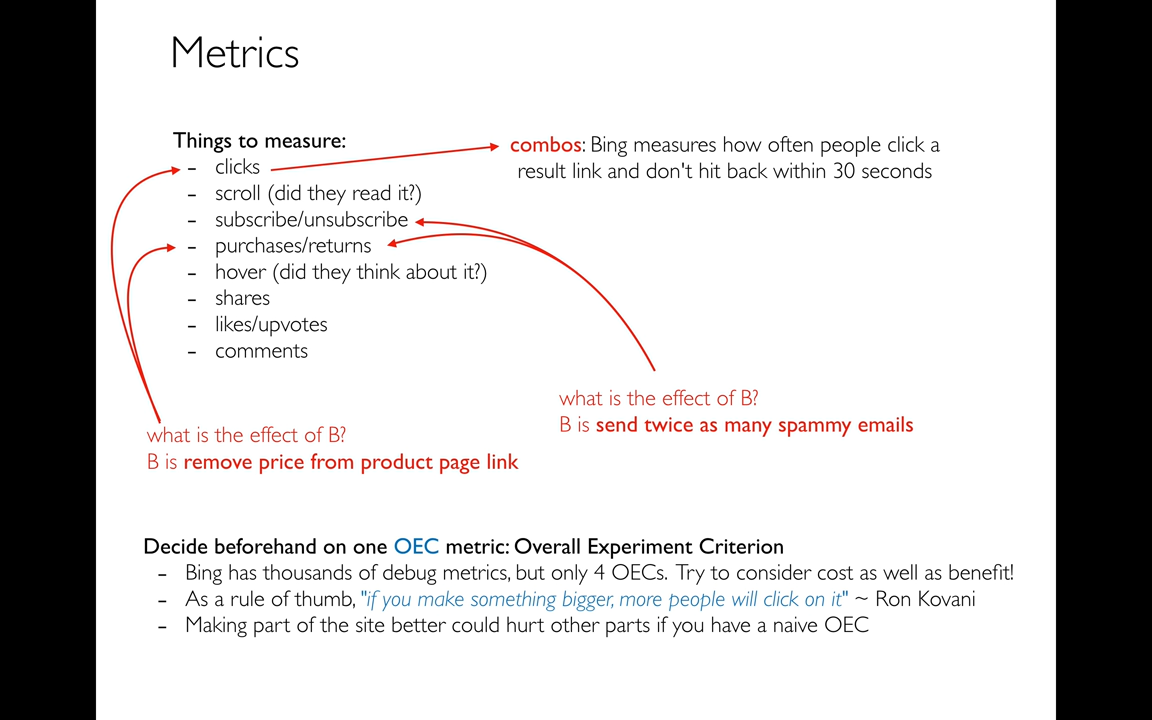 Metrics
Things to measure:
- clicks
- scroll (did they read it?)
- subscribe/unsubscribe
- purchases/returns
- hover (did they think about it?)
- shares
- likes/upvotes
- comments
combos: Bing measures how often people click a
result link and don't hit back within 30 seconds
what is the effect of B?
B is send twice as many spammy emails
what is the effect of B?
B is remove price from product page link
Decide beforehand on one OEC metric: Overall Experiment Criterion
- Bing has thousands of debug metrics, but only 4 OECs. Try to consider cost as well as benefit!
- As a rule of thumb, "if you make something bigger, more people will click on it" ~ Ron Kovani
- Making part of the site better could hurt other parts if you have a naive OEC